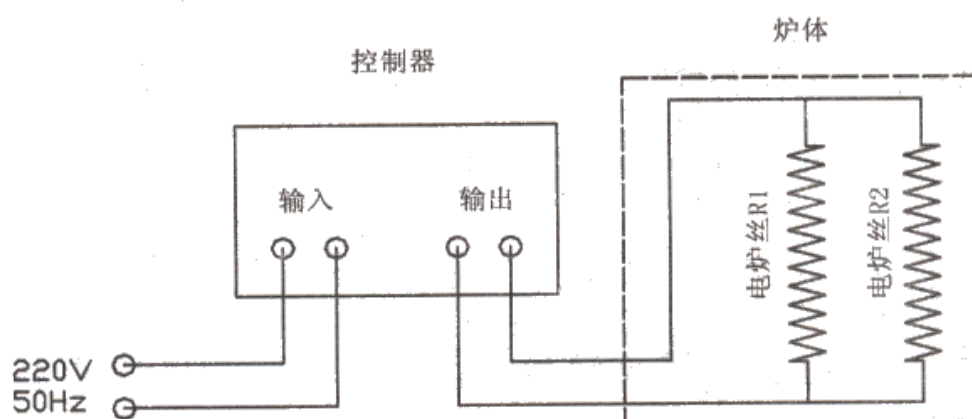 炉体
控制器
输入
输出
电炉丝R1
电炉丝R2
220V
50Hz